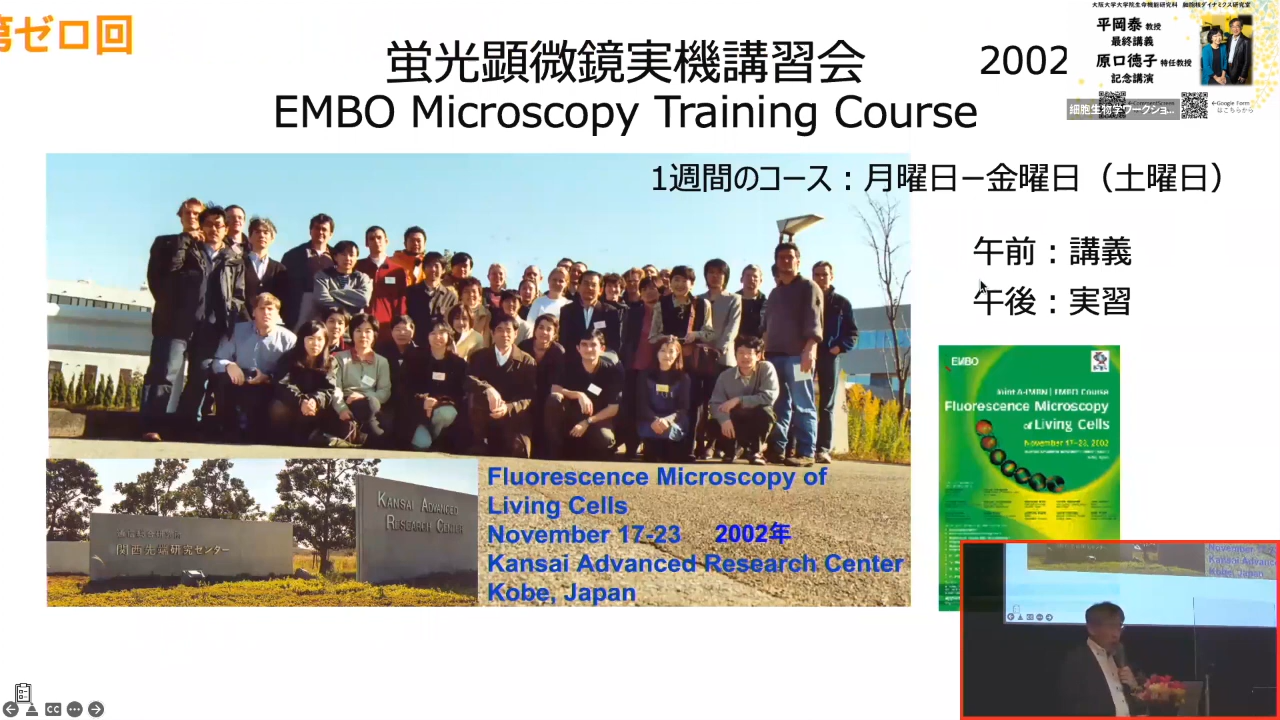 第ゼロ回
蛍光顕微鏡実機講習会
2002
EMBO Microscopy Training Course
大阪大学大学院生命機能研究科 細胞核ダイナミクス研究室
平岡泰 教授
最終講義
原口徳子 特任教授
記念講演
細胞生物学ワークショ...
←Google Form
はこちらから
1週間のコース：月曜日－金曜日（土曜日）
午前：講義
午後：実習
EMBO
Joint A-IMBN | EMBO Course
Fluorescence Microscopy
of Living Cells
November 17-23, 2002
関西先端研究センター
KANSAI ADVANCED
RESEARCH CENTER
Fluorescence Microscopy of
Living Cells
November 17-23 2002年
Kansai Advanced Research Center
Kobe, Japan
CC